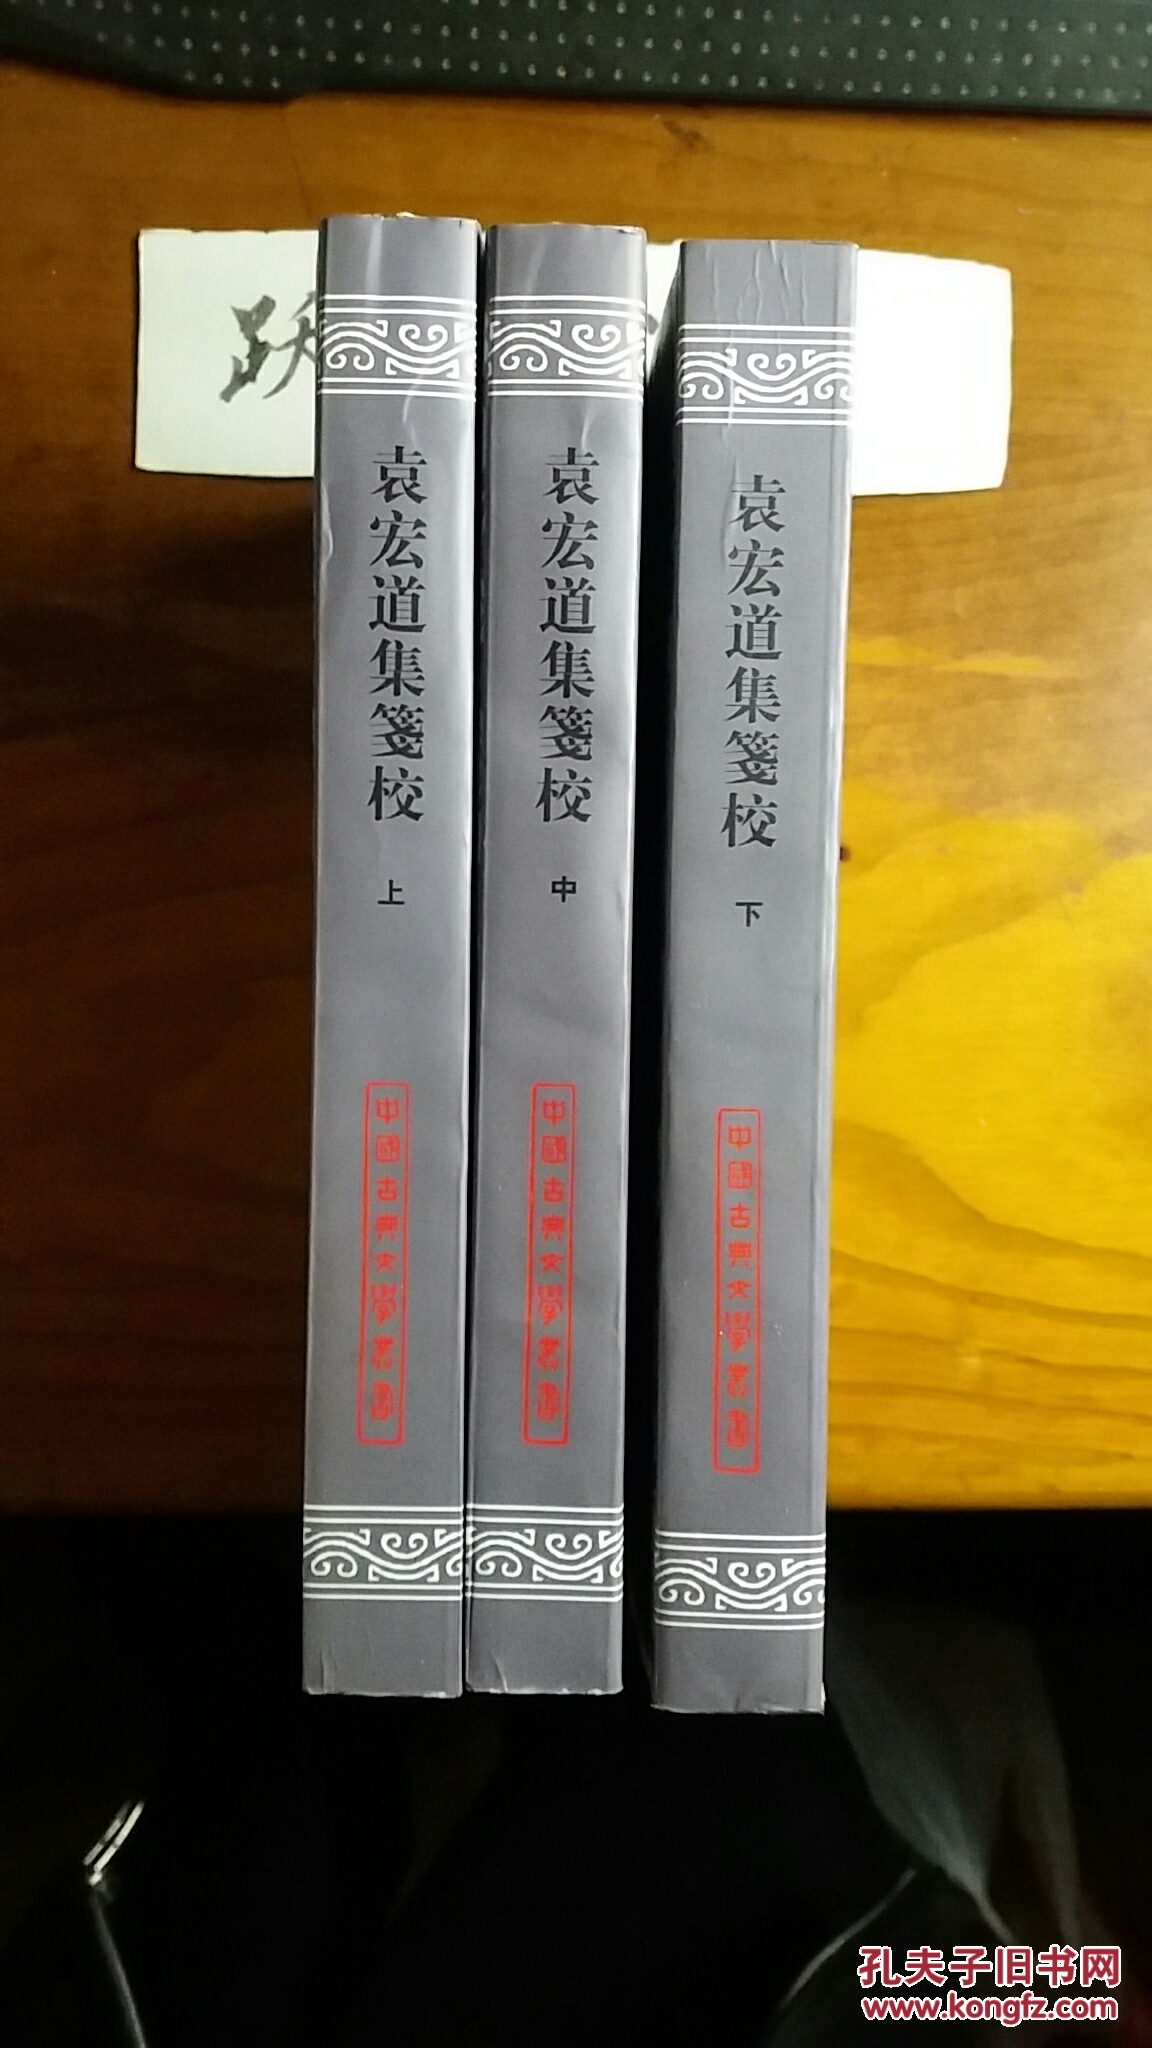 跃
袁宏道集箋校
上
中國古典文學叢書
袁宏道集箋校
中
中國古典文學叢書
袁宏道集箋校
下
中國古典文學叢書
孔夫子旧书网
www.kongfz.com